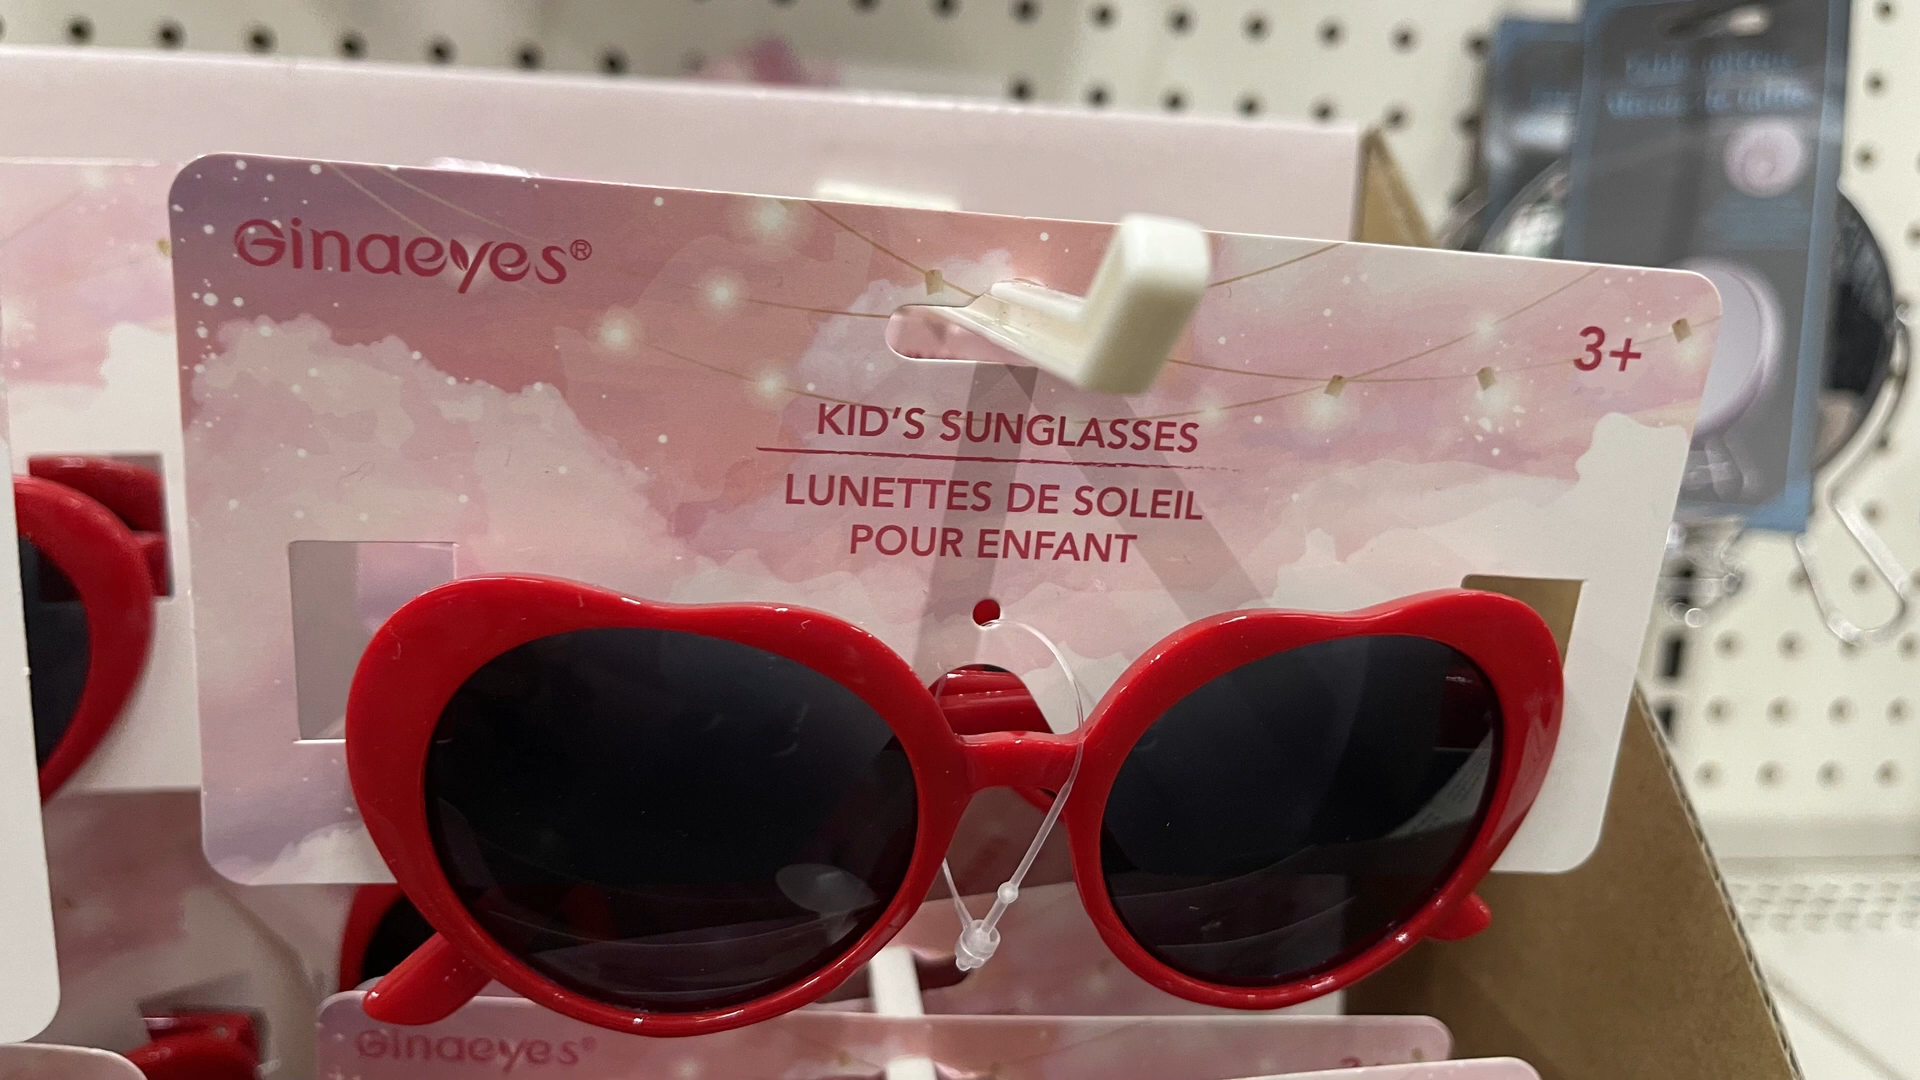 Ginaeyes®
3+
KID'S SUNGLASSES
LUNETTES DE SOLEIL
POUR ENFANT
Ginaeyes®